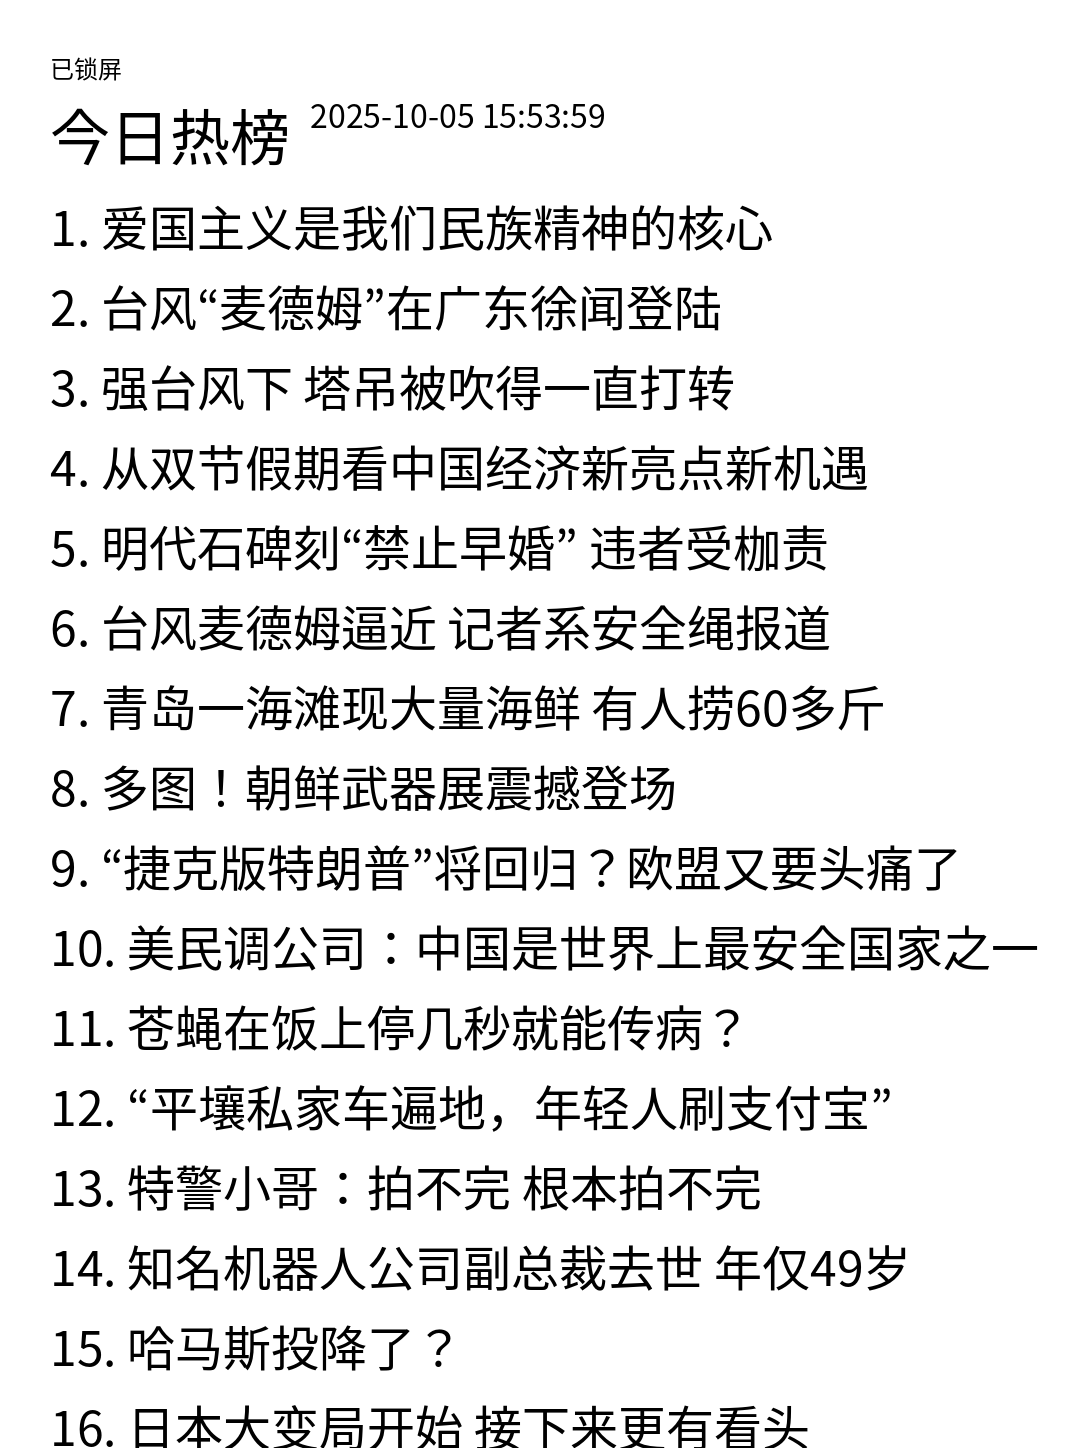 已锁屏
今日热榜 2025-10-05 15:53:59
1. 爱国主义是我们民族精神的核心
2. 台风“麦德姆”在广东徐闻登陆
3. 强台风下 塔吊被吹得一直打转
4. 从双节假期看中国经济新亮点新机遇
5. 明代石碑刻“禁止早婚” 违者受枷责
6. 台风麦德姆逼近 记者系安全绳报道
7. 青岛一海滩现大量海鲜 有人捞60多斤
8. 多图！朝鲜武器展震撼登场
9. “捷克版特朗普”将回归？欧盟又要头痛了
10. 美民调公司：中国是世界上最安全国家之一
11. 苍蝇在饭上停几秒就能传病？
12. “平壤私家车遍地，年轻人刷支付宝”
13. 特警小哥：拍不完 根本拍不完
14. 知名机器人公司副总裁去世 年仅49岁
15. 哈马斯投降了？
16. 日本大变局开始 接下来更有看头